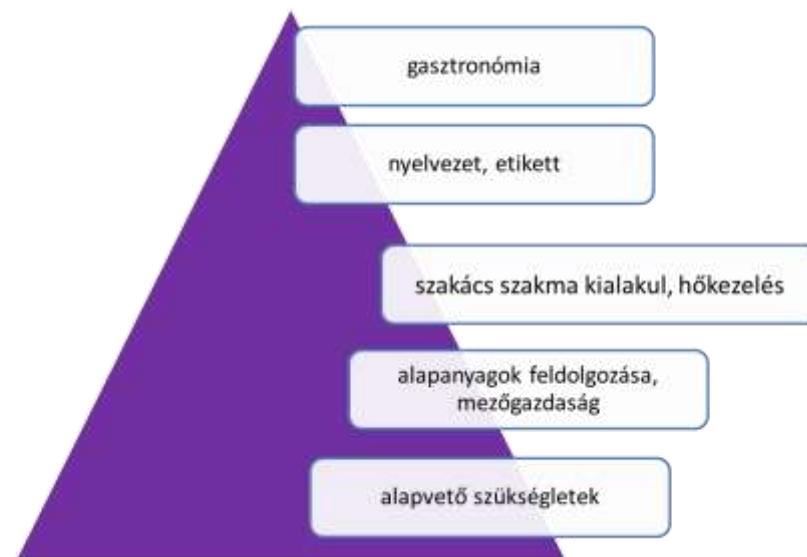 gasztronómia
nyelvezet, etikett
szakács szakma kialakul, hőkezelés
alapanyagok feldolgozása,
mezőgazdaság
alapvető szükségletek